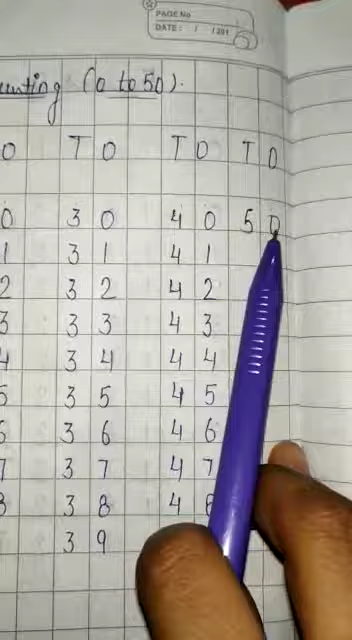 PAGE No
DATE: / /201
unting (0 to 50).
O T O T O T O
0 3 0 4 0 5 0
1 3 1 4 1
2 3 2 4 2
3 3 3 4 3
4 3 4 4 4
5 3 5 4 5
6 3 6 4 6
7 3 7 4 7
8 3 8 4 8
3 9